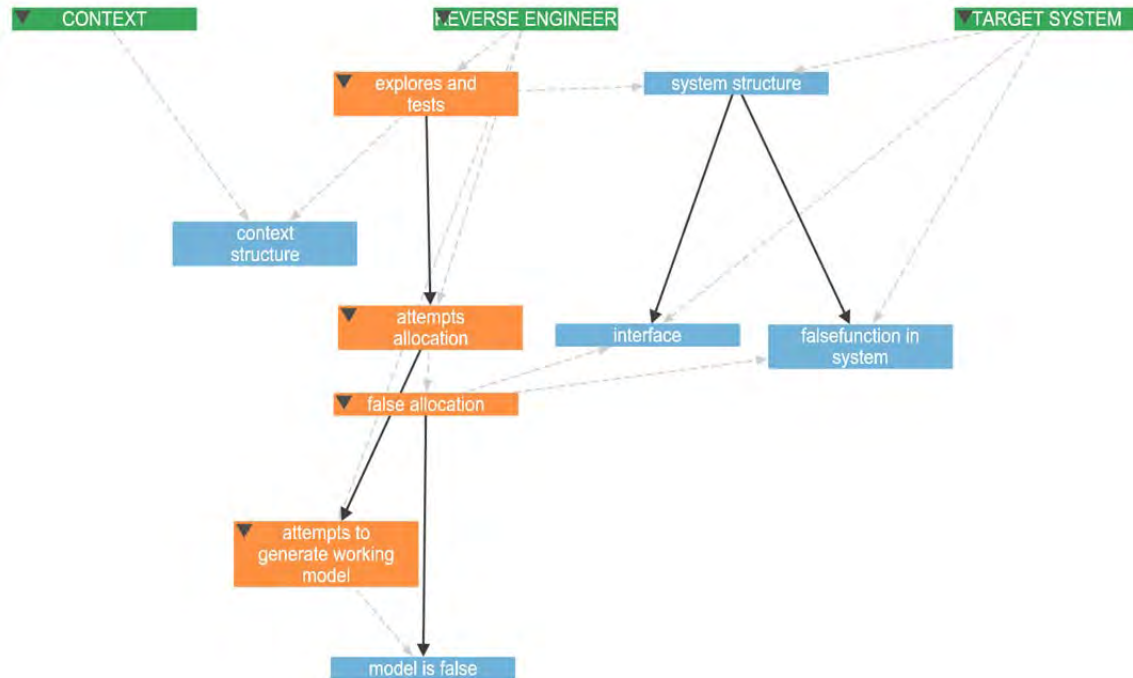 CONTEXT
REVERSE ENGINEER
TARGET SYSTEM
explores and
tests
system structure
context
structure
attempts
allocation
interface
falsefunction in
system
false allocation
attempts to
generate working
model
model is false